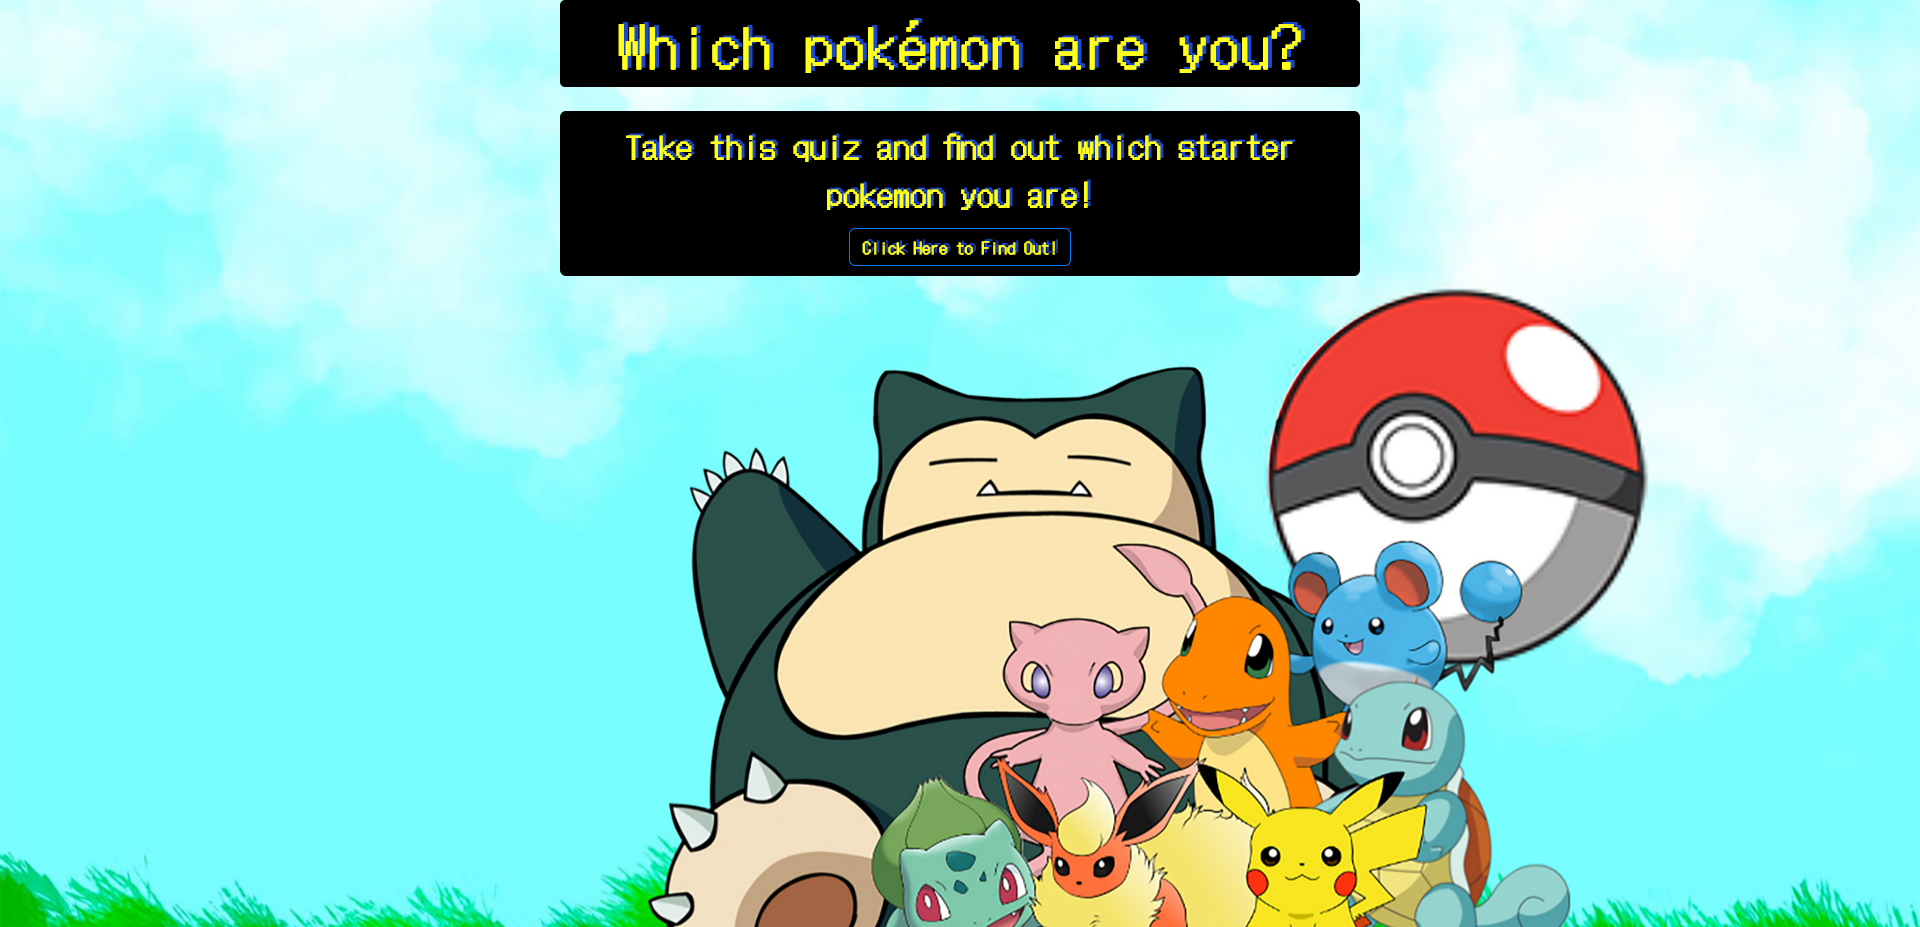 Which pokémon are you?
Take this quiz and find out which starter
pokemon you are!
Click Here to Find Out!